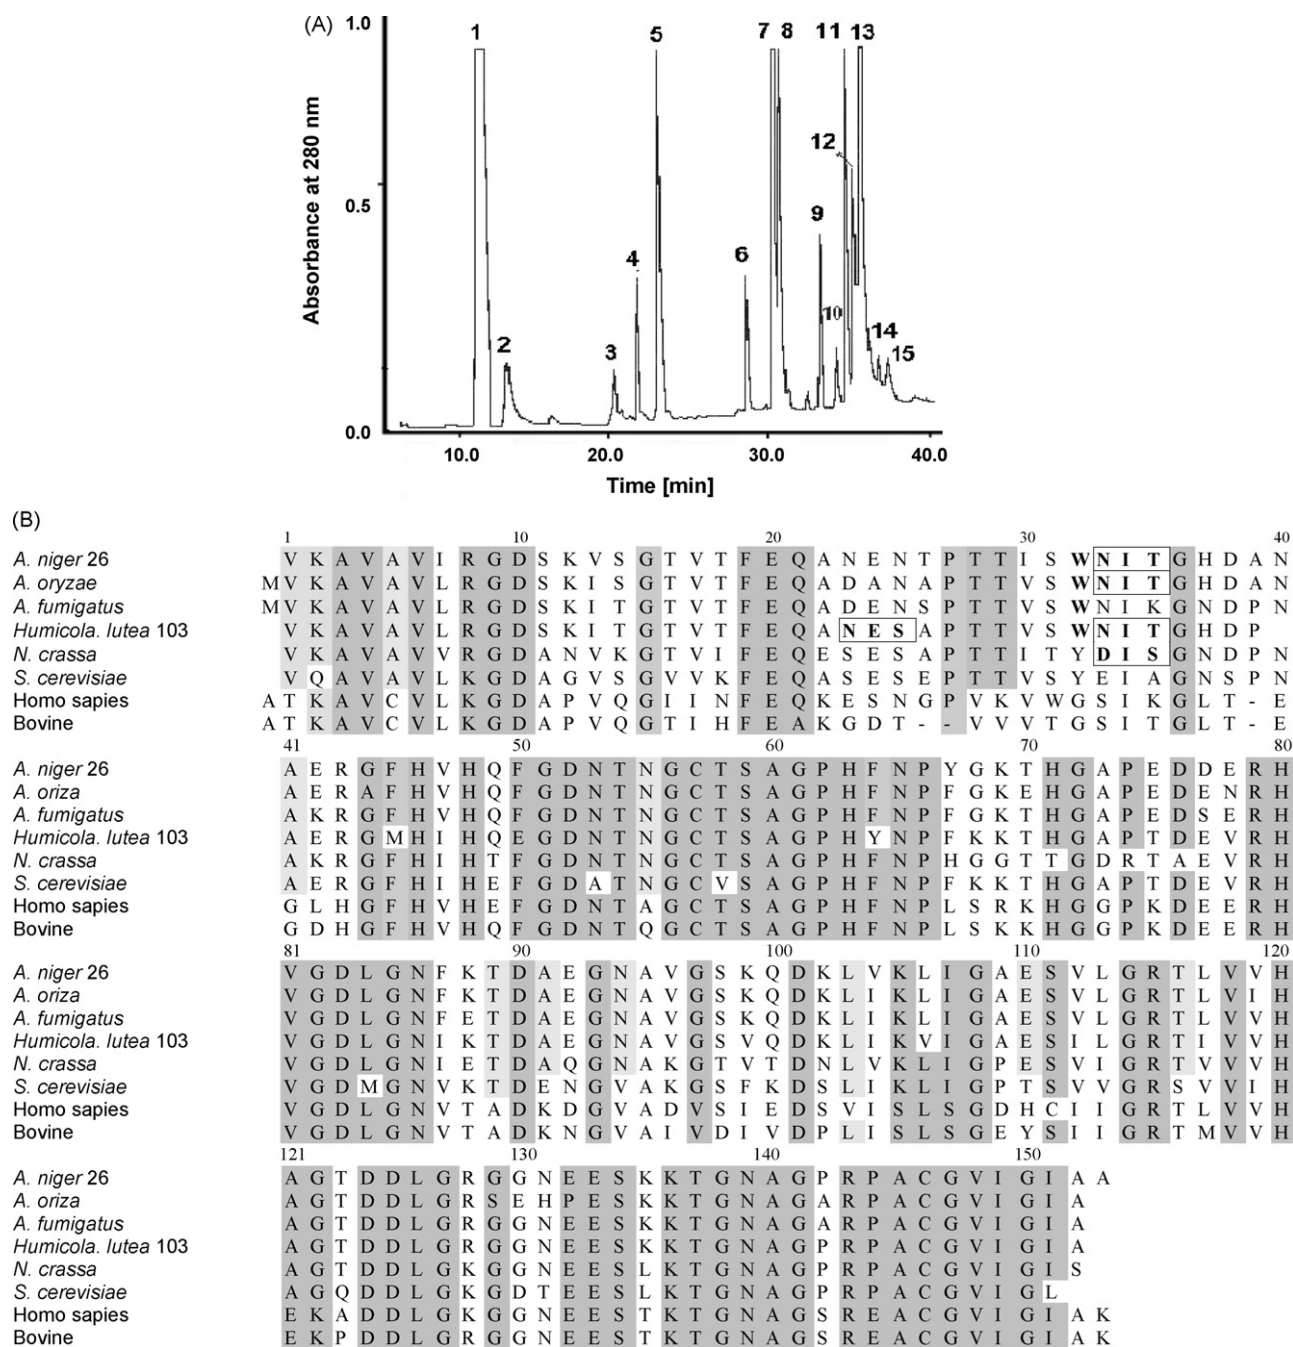 (A)
1.0
0.5
0.0
Absorbance at 280 nm
1
2
3
4
5
6
7
8
9
10
11
12
13
14
15
10.0 20.0 30.0 40.0
Time [min]
(B)
1 10 20 30 40
A. niger 26 V K A V A V I R G D S K V S G T V T F E Q A N E N T P T T I S W N I T G H D A N
A. oryzae M V K A V A V L R G D S K I S G T V T F E Q A D A N A P T T V S W N I T G H D A N
A. fumigatus M V K A V A V L R G D S K I T G T V T F E Q A D E N S P T T V S W N I K G N D P N
Humicola. lutea 103 V K A V A V L R G D S K I T G T V T F E Q A N E S A P T T V S W N I T G H D P
N. crassa V K A V A V V R G D A N V K G T V I F E Q E S E S A P T T I T Y D I S G N D P N
S. cerevisiae V Q A V A V L K G D A G V S G V V K F E Q A S E S E P T T V S Y E I A G N S P N
Homo sapies A T K A V C V L K G D A P V Q G I I N F E Q K E S N G P V K V W G S I K G L T - E
Bovine A T K A V C V L K G D A P V Q G T I H F E A K G D T - - V V V T G S I T G L T - E
41 50 60 70 80
A. niger 26 A E R G F H V H Q F G D N T N G C T S A G P H F N P Y G K T H G A P E D D E R H
A. oriza A E R A F H V H Q F G D N T N G C T S A G P H F N P F G K E H G A P E D E N R H
A. fumigatus A K R G F H V H Q F G D N T N G C T S A G P H F N P F G K T H G A P E D S E R H
Humicola. lutea 103 A E R G M H I H Q E G D N T N G C T S A G P H Y N P F K K T H G A P T D E V R H
N. crassa A K R G F H I H T F G D N T N G C T S A G P H F N P H G G T T G D R T A E V R H
S. cerevisiae A E R G F H I H E F G D A T N G C V S A G P H F N P F K K T H G A P T D E V R H
Homo sapies G L H G F H V H E F G D N T A G C T S A G P H F N P L S R K H G G P K D E E R H
Bovine G D H G F H V H Q F G D N T Q G C T S A G P H F N P L S K K H G G P K D E E R H
81 90 100 110 120
A. niger 26 V G D L G N F K T D A E G N A V G S K Q D K L V K L I G A E S V L G R T L V V H
A. oriza V G D L G N F K T D A E G N A V G S K Q D K L I K L I G A E S V L G R T L V I H
A. fumigatus V G D L G N F E T D A E G N A V G S K Q D K L I K L I G A E S V L G R T L V V H
Humicola. lutea 103 V G D L G N I K T D A E G N A V G S V Q D K L I K V I G A E S I L G R T I V V H
N. crassa V G D L G N I E T D A Q G N A K G T V T D N L V K L I G P E S V I G R T V V V H
S. cerevisiae V G D M G N V K T D E N G V A K G S F K D S L I K L I G P T S V V G R S V V I H
Homo sapies V G D L G N V T A D K D G V A D V S I E D S V I S L S G D H C I I G R T L V V H
Bovine V G D L G N V T A D K N G V A I V D I V D P L I S L S G E Y S I I G R T M V V H
121 130 140 150
A. niger 26 A G T D D L G R G G N E E S K K T G N A G P R P A C G V I G I A A
A. oriza A G T D D L G R S E H P E S K K T G N A G A R P A C G V I G I A
A. fumigatus A G T D D L G R G G N E E S K K T G N A G A R P A C G V I G I A
Humicola. lutea 103 A G T D D L G R G G N E E S K K T G N A G P R P A C G V I G I A
N. crassa A G T D D L G K G G N E E S L K T G N A G P R P A C G V I G I S
S. cerevisiae A G Q D D L G K G D T E E S L K T G N A G P R P A C G V I G L
Homo sapies E K A D D L G K G G N E E S T K T G N A G S R E A C G V I G I A K
Bovine E K P D D L G R G G N E E S T K T G N A G S R E A C G V I G I A K